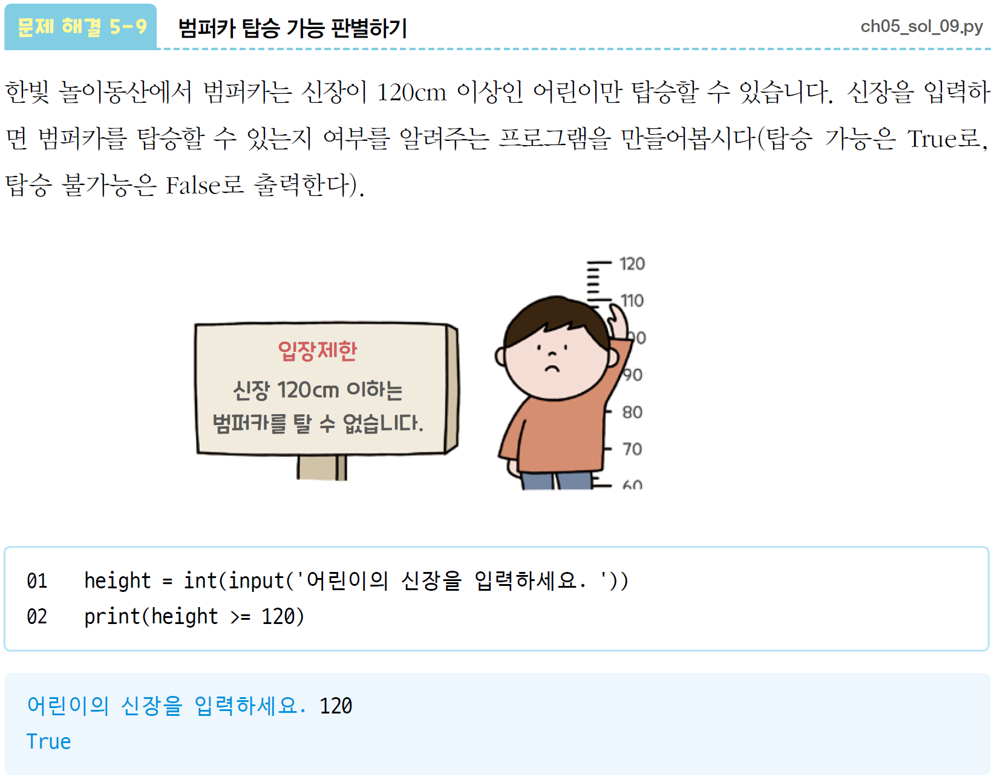 문제 해결 5-9 범퍼카 탑승 가능 판별하기 ch05_sol_09.py
한빛 놀이동산에서 범퍼카는 신장이 120cm 이상인 어린이만 탑승할 수 있습니다. 신장을 입력하
면 범퍼카를 탑승할 수 있는지 여부를 알려주는 프로그램을 만들어봅시다(탑승 가능은 True로,
탑승 불가능은 False로 출력한다).
120
110
입장제한
신장 120cm 이하는
범퍼카를 탈 수 없습니다.
90
80
70
60
01 height = int(input('어린이의 신장을 입력하세요. '))
02 print(height >= 120)
어린이의 신장을 입력하세요. 120
True